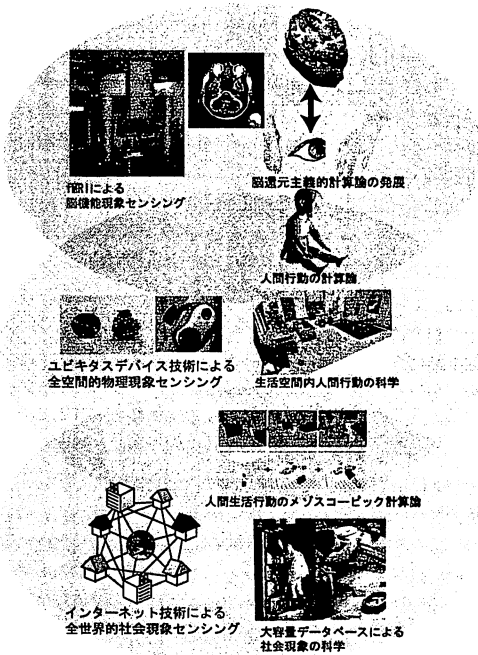 fMRIによる
脳機能現象センシング
脳還元主義的計算論の発展
人間行動の計算論
ユビキタスデバイス技術による
全空間的物理現象センシング
生活空間内人間行動の科学
人間生活行動のメゾスコーピック計算論
インターネット技術による
全世界的社会現象センシング
大容量データベースによる
社会現象の科学